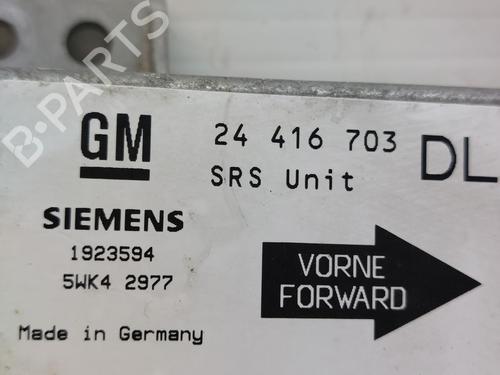 B-PARTS
GM
24 416 703 DL
SRS Unit
SIEMENS
1923594
5WK4 2977
VORNE
FORWARD
Made in Germany